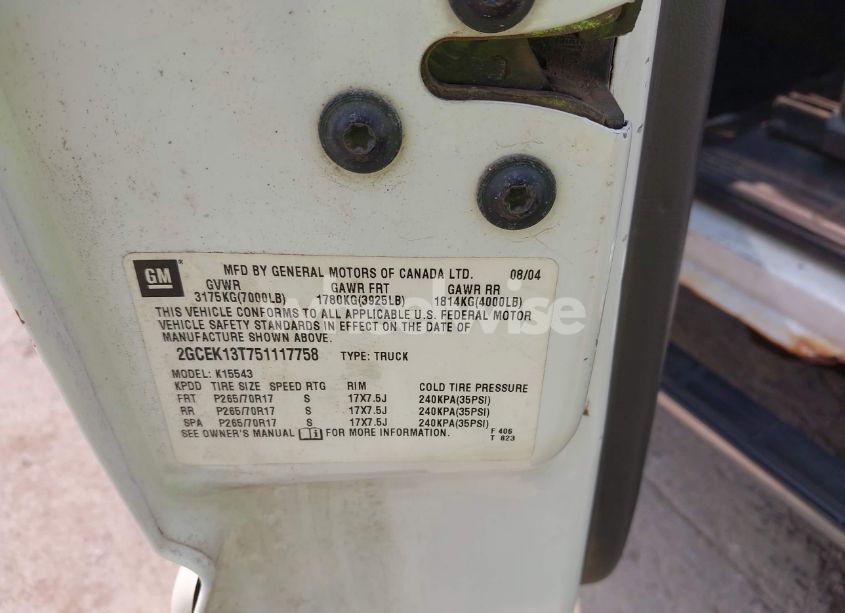 GM
MFD BY GENERAL MOTORS OF CANADA LTD. 08/04
GVWR GAWR FRT GAWR RR
3175KG(7000LB) 1780KG(3925LB) 1814KG(4000LB)
THIS VEHICLE CONFORMS TO ALL APPLICABLE U.S. FEDERAL MOTOR
VEHICLE SAFETY STANDARDS IN EFFECT ON THE DATE OF
MANUFACTURE SHOWN ABOVE.
2GCEK13T751117758 TYPE: TRUCK
MODEL: K15543
KPDD TIRE SIZE SPEED RTG RIM COLD TIRE PRESSURE
FRT P265/70R17 S 17X7.5J 240KPA(35PSI)
RR P265/70R17 S 17X7.5J 240KPA(35PSI)
SPA P265/70R17 S 17X7.5J 240KPA(35PSI)
SEE OWNER'S MANUAL FOR MORE INFORMATION.
F 406
T 823